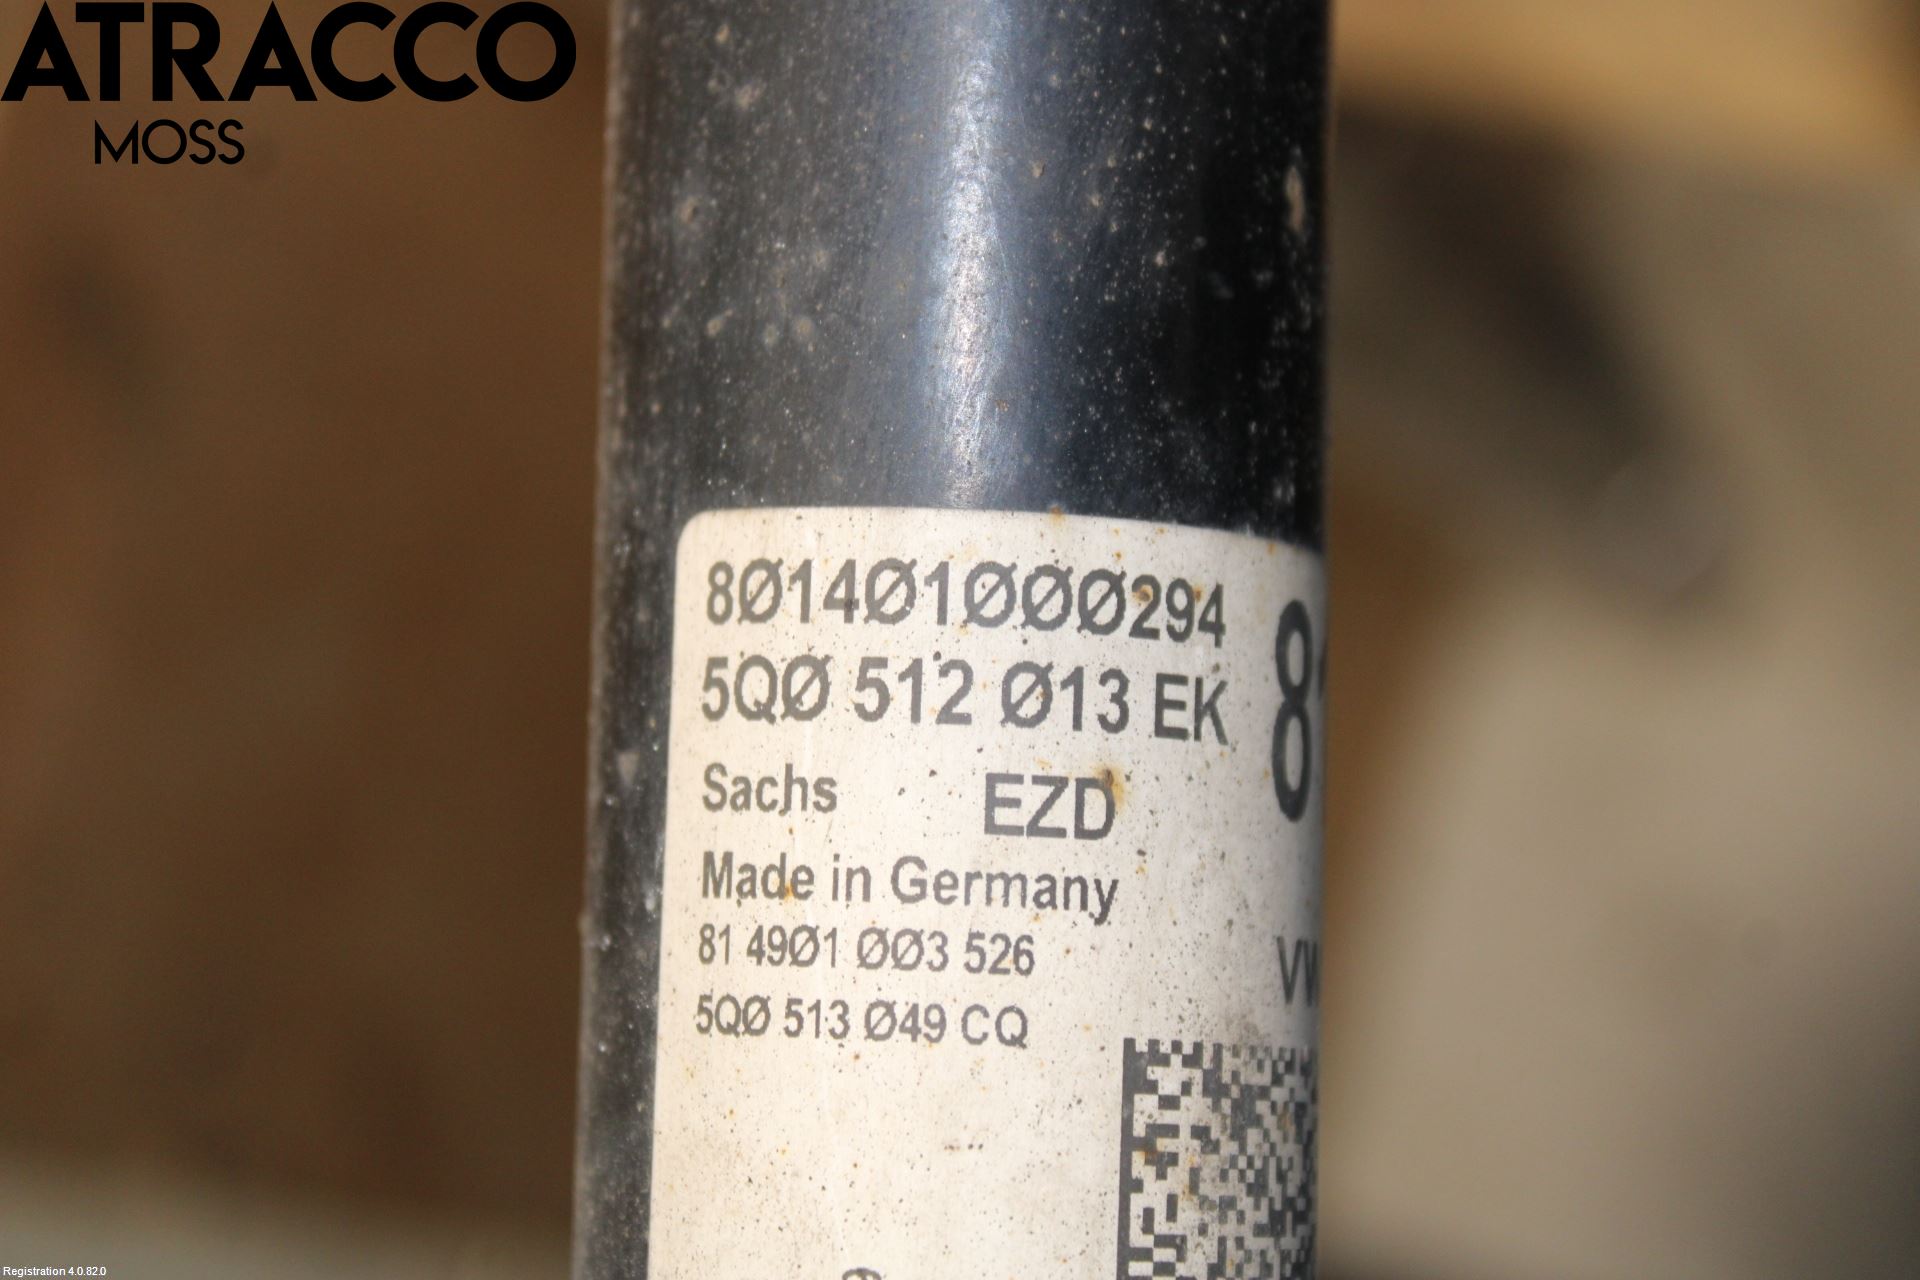 ATRACCO
MOSS
8Ø14Ø1ØØØ294
5QØ 512 Ø13 EK
Sachs EZD
Made in Germany
81 49Ø1 ØØ3 526
5QØ 513 Ø49 CQ
Registration 4.0.82.0